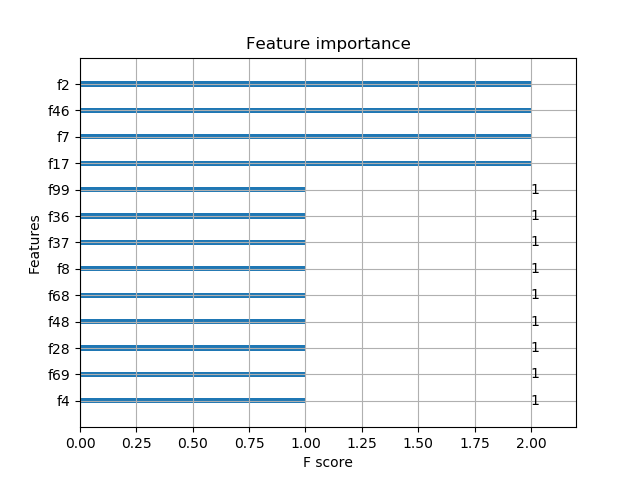 Feature importance
f2
f46
f7
f17
f99 1
f36 1
f37 1
f8 1
f68 1
f48 1
f28 1
f69 1
f4 1
Features
0.00 0.25 0.50 0.75 1.00 1.25 1.50 1.75 2.00
F score